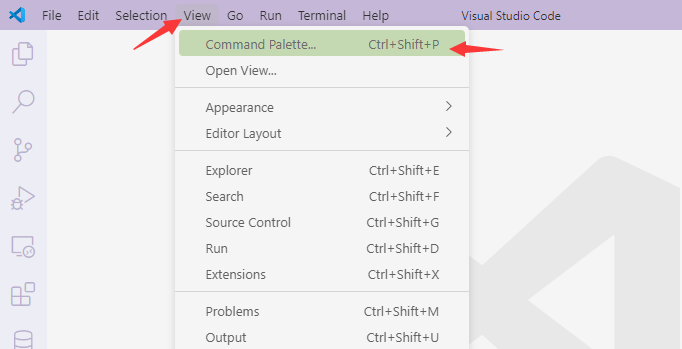 File Edit Selection View Go Run Terminal Help Visual Studio Code
Command Palette... Ctrl+Shift+P
Open View...
Appearance
Editor Layout
Explorer Ctrl+Shift+E
Search Ctrl+Shift+F
Source Control Ctrl+Shift+G
Run Ctrl+Shift+D
Extensions Ctrl+Shift+X
Problems Ctrl+Shift+M
Output Ctrl+Shift+U